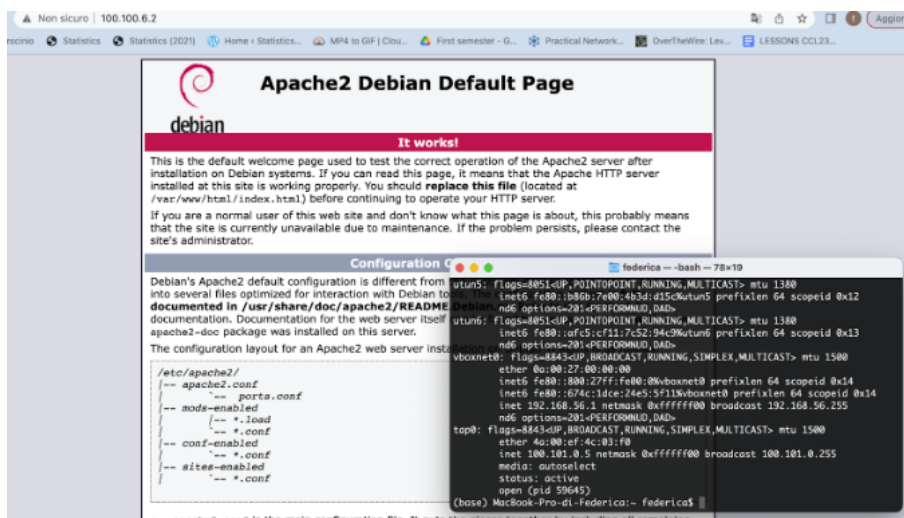 Non sicuro | 100.100.6.2
Aggior
rscinio Statistics Statistics (2021) Home ‹ Statistics... MP4 to GIF | Clou... First semester - G... Practical Network... OverTheWire: Lev... LESSONS CCL23...
Apache2 Debian Default Page
debian
It works!
This is the default welcome page used to test the correct operation of the Apache2 server after
installation on Debian systems. If you can read this page, it means that the Apache HTTP server
installed at this site is working properly. You should replace this file (located at
/var/www/html/index.html) before continuing to operate your HTTP server.
If you are a normal user of this web site and don't know what this page is about, this probably means
that the site is currently unavailable due to maintenance. If the problem persists, please contact the
site's administrator.
Configuration
Debian's Apache2 default configuration is different from
into several files optimized for interaction with Debian
documented in /usr/share/doc/apache2/README.
documentation. Documentation for the web server itself
apache2-doc package was installed on this server.
The configuration layout for an Apache2 web server
/etc/apache2/
|-- apache2.conf
| `-- ports.conf
|-- mods-enabled
| |-- *.load
| `-- *.conf
|-- conf-enabled
| `-- *.conf
|-- sites-enabled
| `-- *.conf
federica — -bash — 78×19
utun5: flags=8051<UP,POINTOPOINT,RUNNING,MULTICAST> mtu 1380
inet6 fe80::b86b:7e00:4b3d:d15c%utun5 prefixlen 64 scopeid 0x12
nd6 options=201<PERFORMNUD,DAD>
utun6: flags=8051<UP,POINTOPOINT,RUNNING,MULTICAST> mtu 1380
inet6 fe80::afc5:cf11:7c52:94c9%utun6 prefixlen 64 scopeid 0x13
nd6 options=201<PERFORMNUD,DAD>
vboxnet0: flags=8843<UP,BROADCAST,RUNNING,SIMPLEX,MULTICAST> mtu 1500
ether 0a:00:27:00:00:00
inet6 fe80::800:27ff:fe00:0%vboxnet0 prefixlen 64 scopeid 0x14
inet6 fe80::674c:1dce:24e5:5f11%vboxnet0 prefixlen 64 scopeid 0x14
inet 192.168.56.1 netmask 0xffffff00 broadcast 192.168.56.255
nd6 options=201<PERFORMNUD,DAD>
tap0: flags=8843<UP,BROADCAST,RUNNING,SIMPLEX,MULTICAST> mtu 1500
ether 4a:00:ef:4c:03:f0
inet 100.101.0.5 netmask 0xffffff00 broadcast 100.101.0.255
media: autoselect
status: active
open (pid 59645)
(base) MacBook-Pro-di-Federica:~ federica$